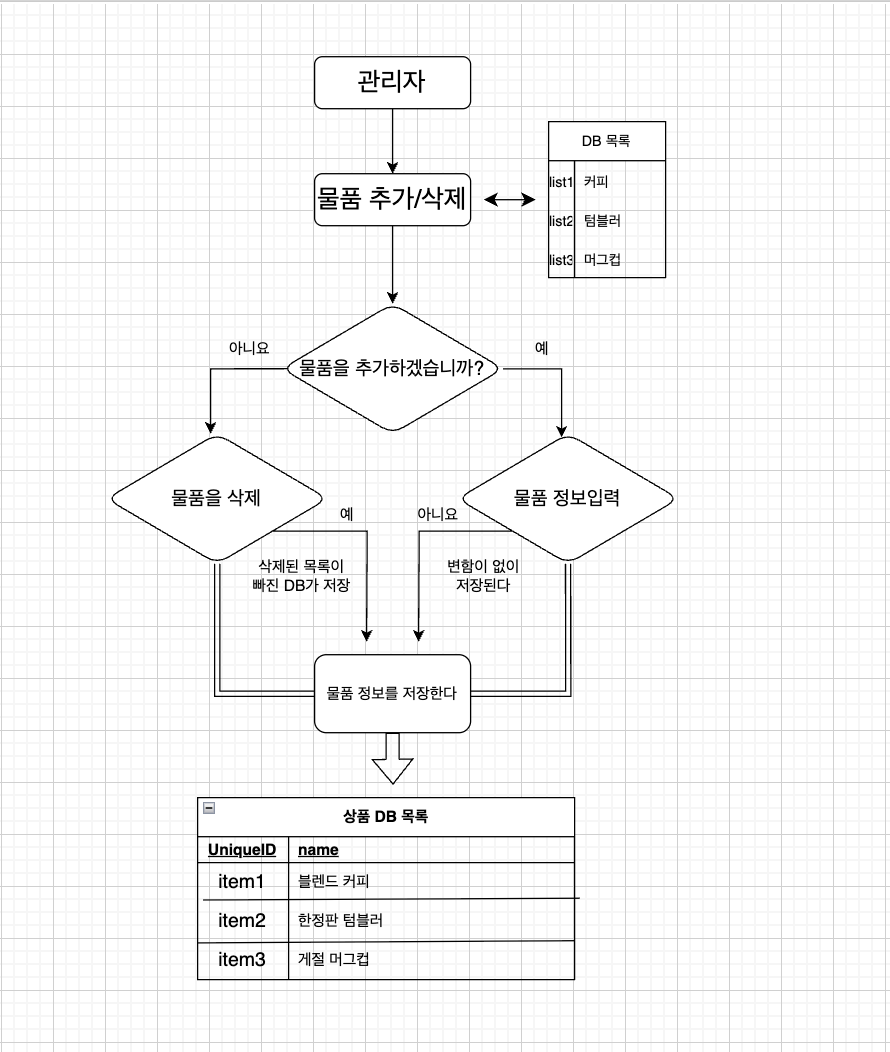 관리자
물품 추가/삭제
DB 목록
list1 커피
list2 텀블러
list3 머그컵
물품을 추가하겠습니까?
아니요
예
물품을 삭제
물품 정보입력
예
아니요
삭제된 목록이
빠진 DB가 저장
변함이 없이
저장된다
물품 정보를 저장한다
상품 DB 목록
UniqueID name
item1 블렌드 커피
item2 한정판 텀블러
item3 게절 머그컵